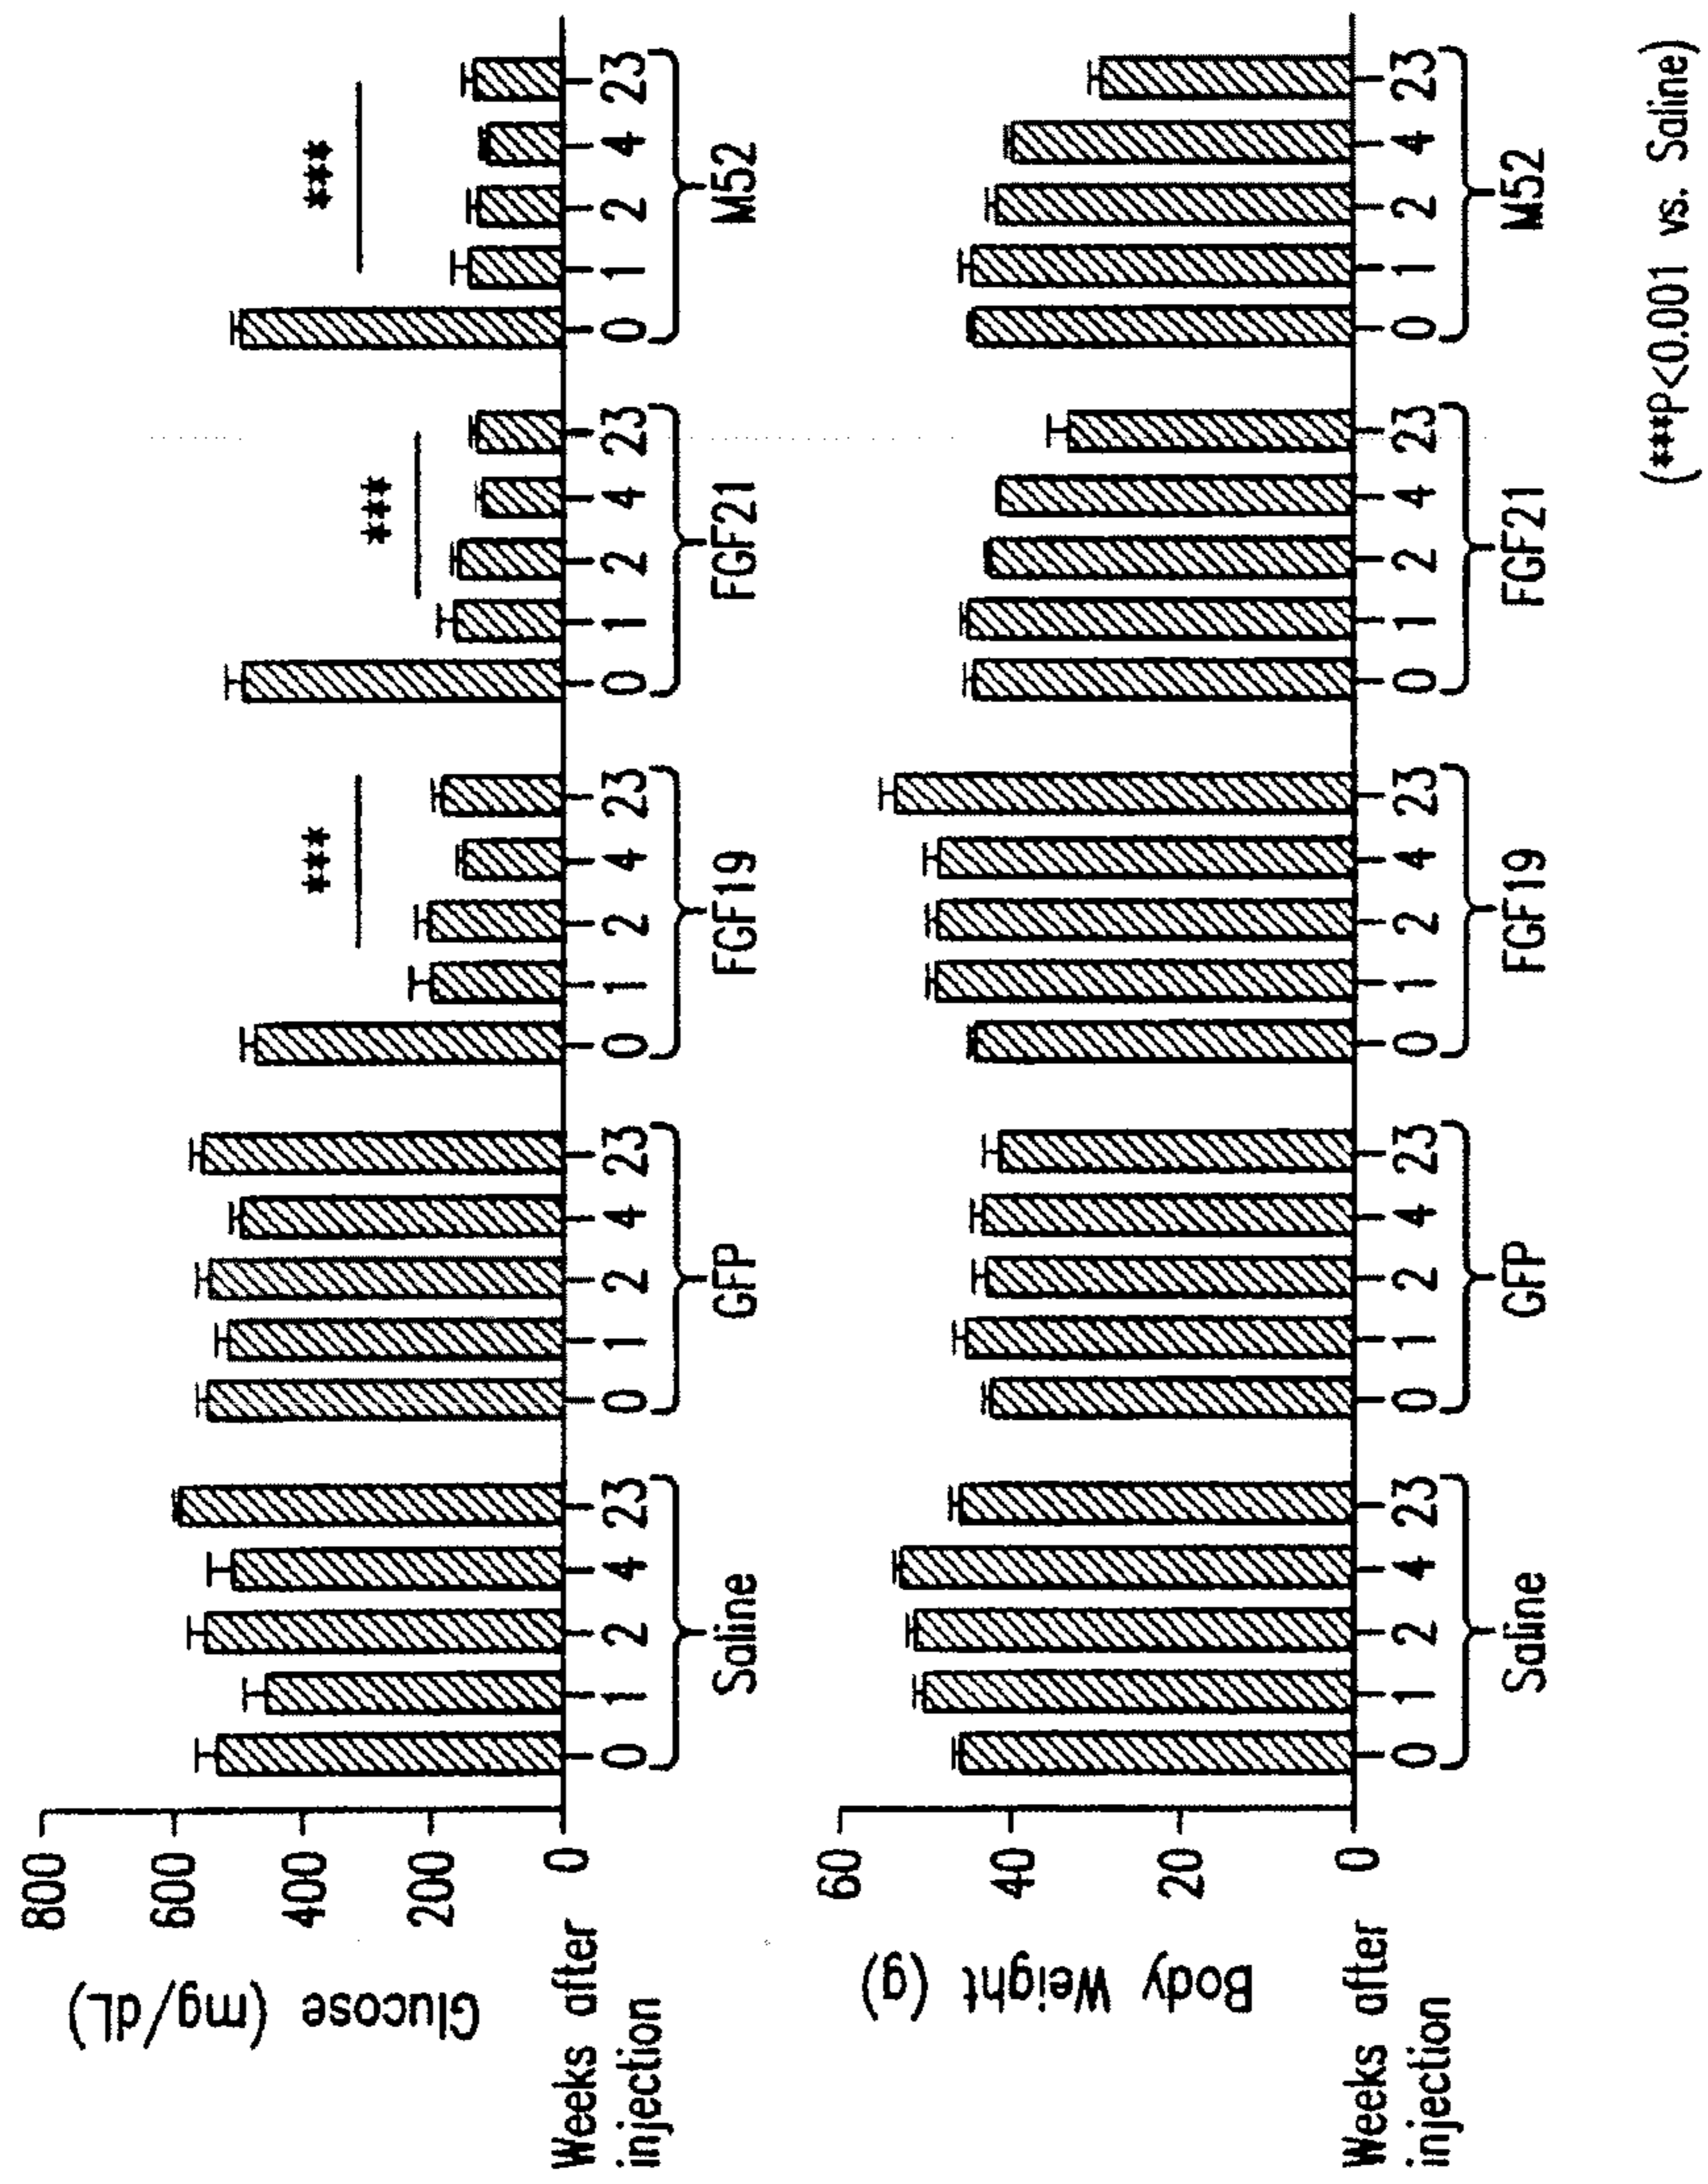 Glucose (mg/dL)
800
600
400
200
0
***
***
***
Weeks after
injection
0 1 2 4 23 0 1 2 4 23 0 1 2 4 23 0 1 2 4 23 0 1 2 4 23
Saline GFP FGF19 FGF21 M52
Body Weight (g)
60
40
20
0
Weeks after
injection
0 1 2 4 23 0 1 2 4 23 0 1 2 4 23 0 1 2 4 23 0 1 2 4 23
Saline GFP FGF19 FGF21 M52
(***P<0.001 vs. Saline)